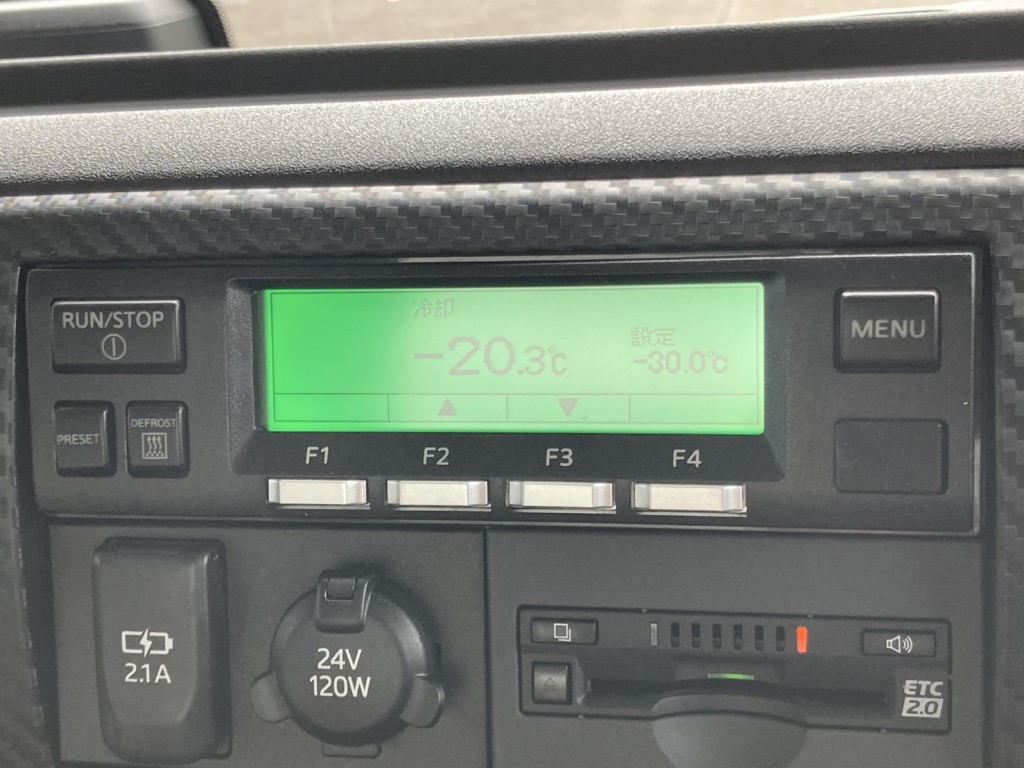 RUN/STOP
PRESET
DEFROST
冷却
-20.3℃
設定
-30.0℃
▲
▼
MENU
F1
F2
F3
F4
2.1A
24V
120W
ETC
2.0